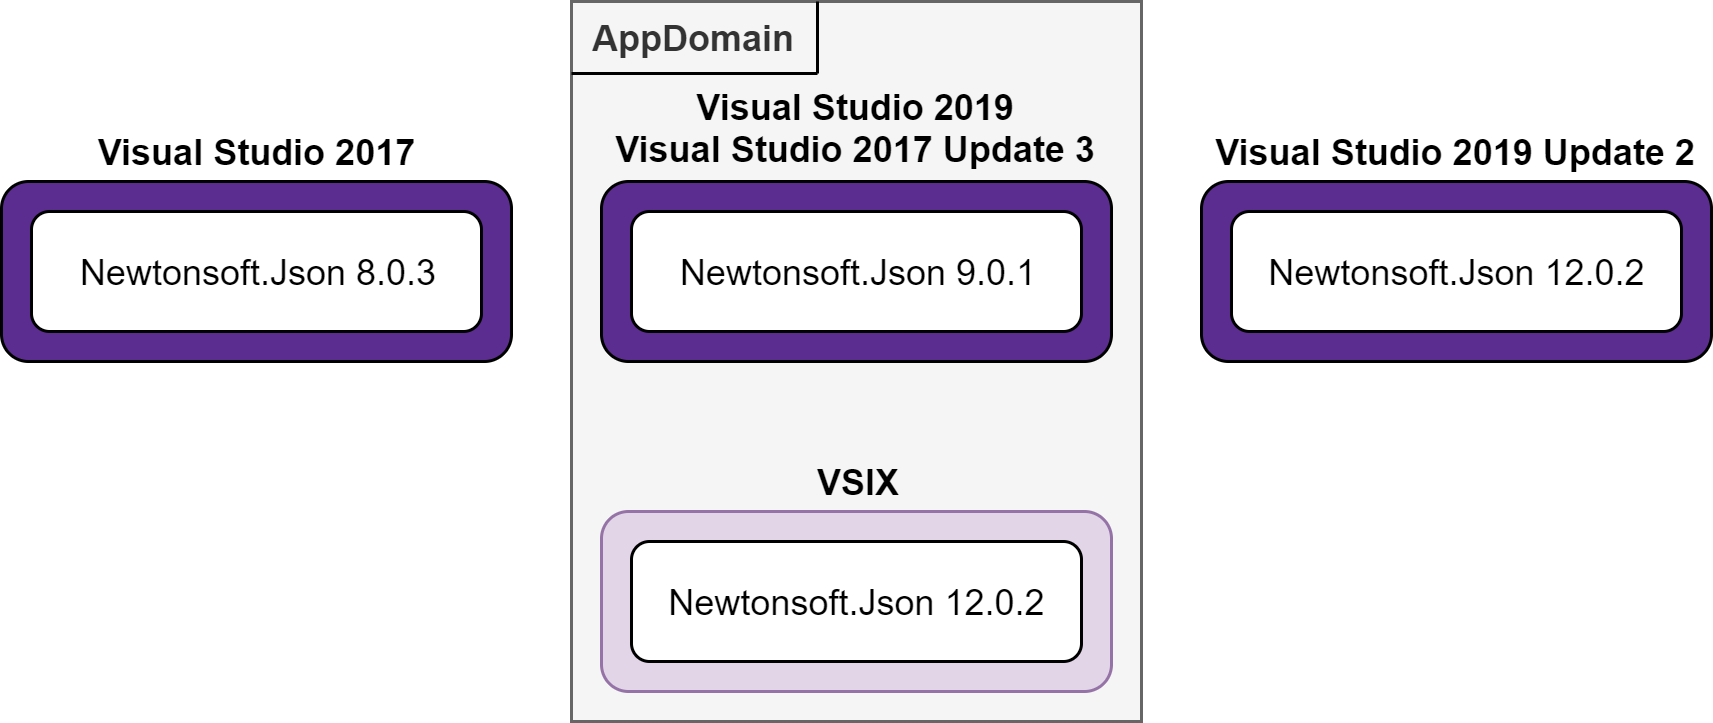 AppDomain
Visual Studio 2017
Newtonsoft.Json 8.0.3
Visual Studio 2019
Visual Studio 2017 Update 3
Newtonsoft.Json 9.0.1
VSIX
Newtonsoft.Json 12.0.2
Visual Studio 2019 Update 2
Newtonsoft.Json 12.0.2